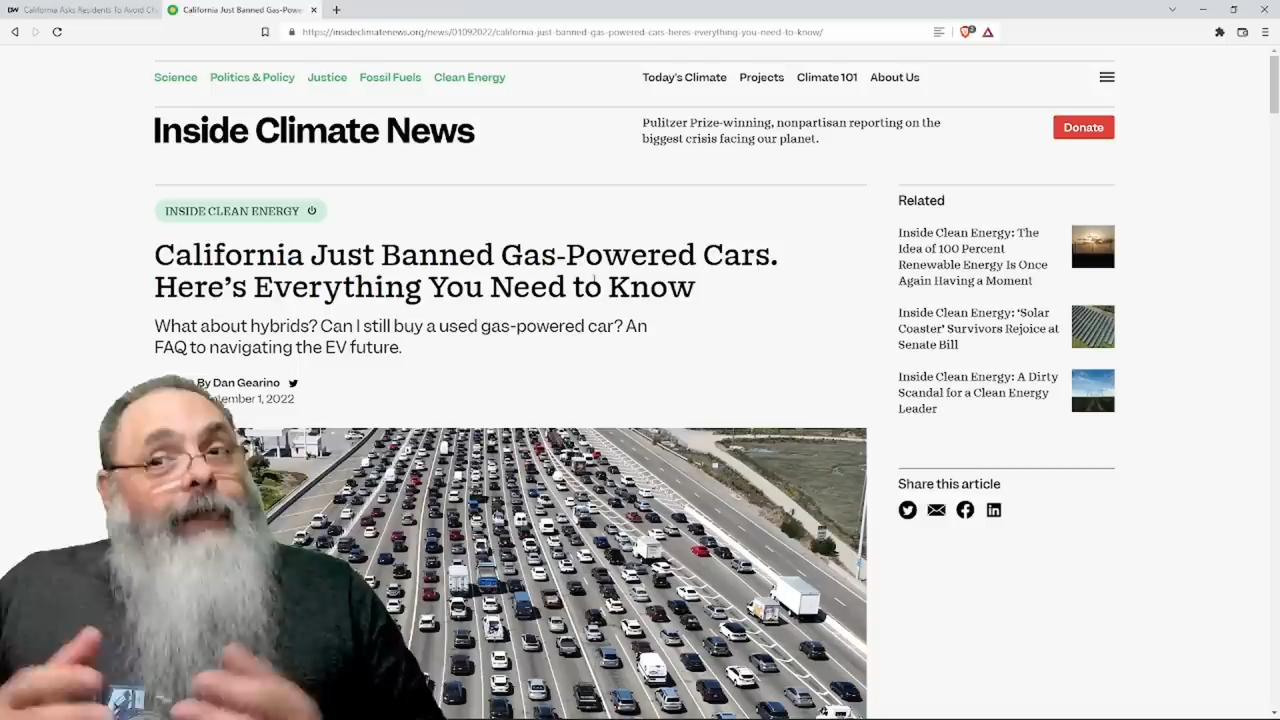 California Asks Residents To Avoid Ch
California Just Banned Gas-Powe
https://insideclimatenews.org/news/01092022/california-just-banned-gas-powered-cars-heres-everything-you-need-to-know/
Science Politics & Policy Justice Fossil Fuels Clean Energy
Today's Climate Projects Climate 101 About Us
Inside Climate News
Pulitzer Prize-winning, nonpartisan reporting on the
biggest crisis facing our planet.
Donate
INSIDE CLEAN ENERGY
California Just Banned Gas-Powered Cars.
Here's Everything You Need to Know
What about hybrids? Can I still buy a used gas-powered car? An
FAQ to navigating the EV future.
By Dan Gearino
tember 1, 2022
Related
Inside Clean Energy: The
Idea of 100 Percent
Renewable Energy Is Once
Again Having a Moment
Inside Clean Energy: 'Solar
Coaster' Survivors Rejoice at
Senate Bill
Inside Clean Energy: A Dirty
Scandal for a Clean Energy
Leader
Share this article